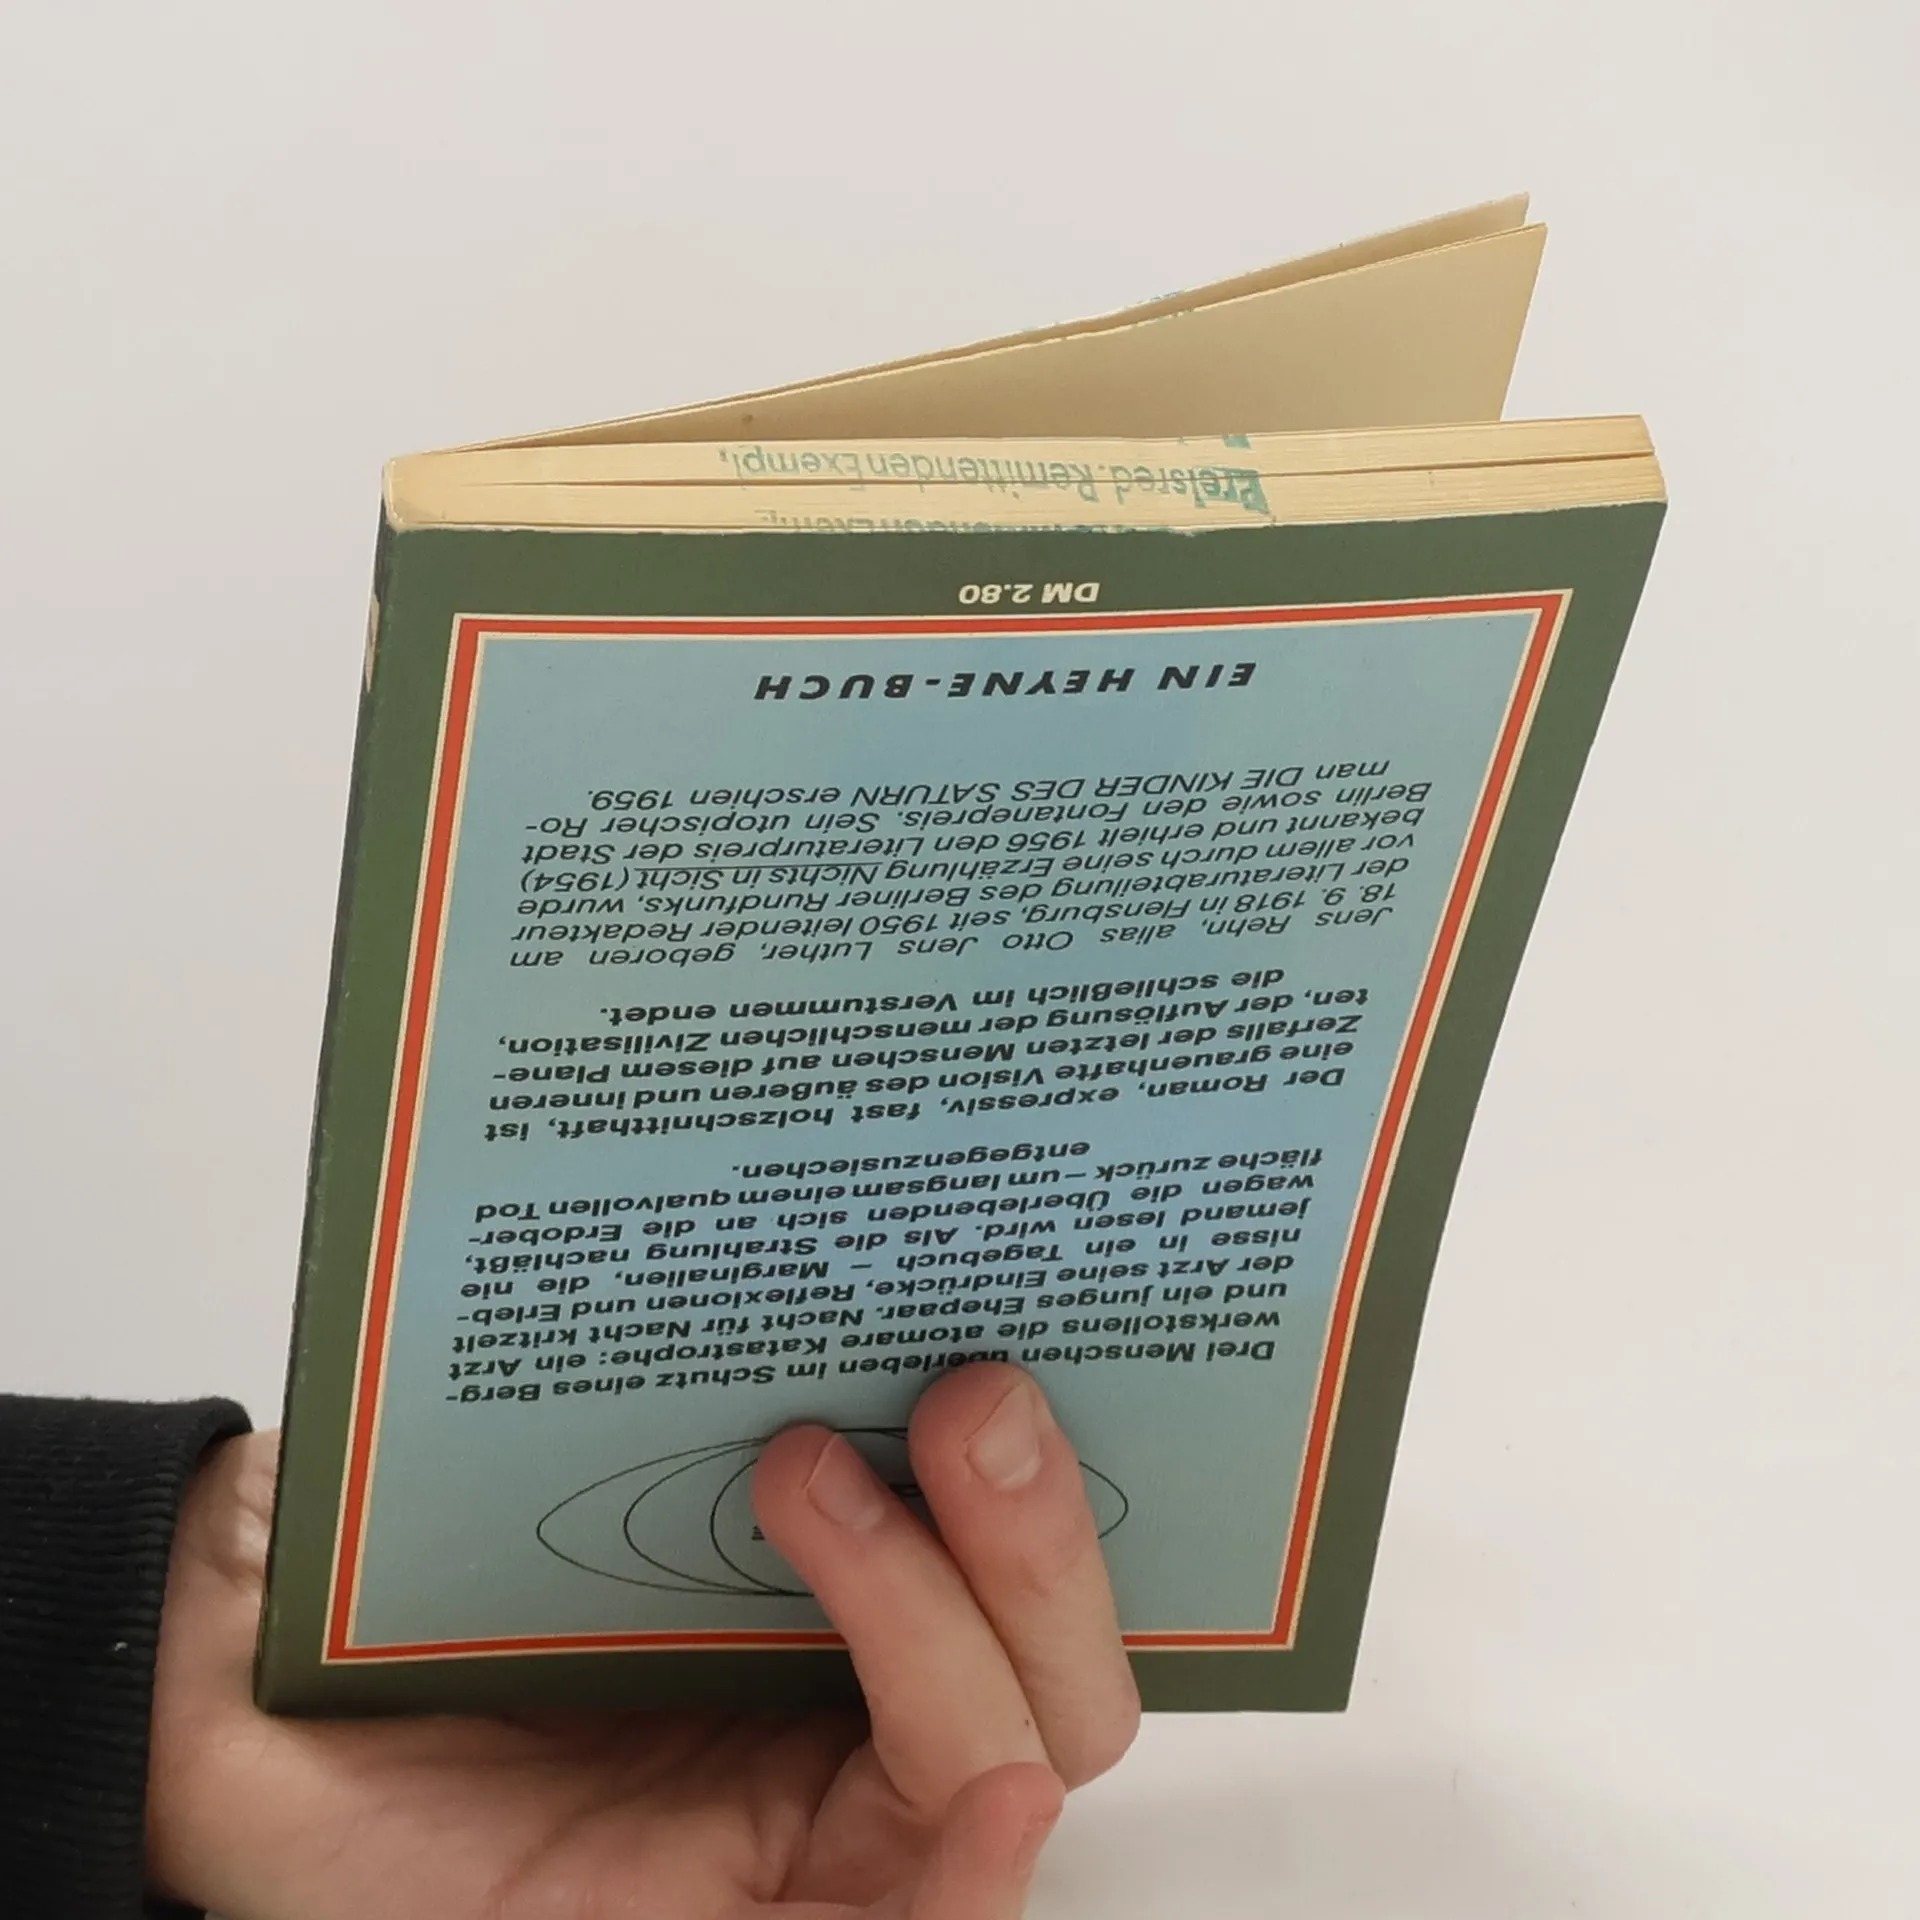 Drei Menschen überleben im Schutz eines Berg-
werkstollens die atomare Katastrophe: ein Arzt
und ein junges Ehepaar. Nacht für Nacht kritzelt
der Arzt seine Eindrücke, Reflexionen und Erleb-
nisse in ein Tagebuch – Marginalien, die nie
jemand lesen wird. Als die Strahlung nachläßt,
wagen die Überlebenden sich an die Erdober-
fläche zurück – um langsam einem qualvollen Tod
entgegenzusiechen.
Der Roman, expressiv, fast holzschnitthaft, ist
eine grauenhafte Vision des äußeren und inneren
Zerfalls der letzten Menschen auf diesem Plane-
ten, der Auflösung der menschlichen Zivilisation,
die schließlich im Verstummen endet.
Jens Rehn, alias Otto Jens Luther, geboren am
18. 9. 1918 in Flensburg, seit 1950 leitender Redakteur
der Literaturabteilung des Berliner Rundfunks, wurde
vor allem durch seine Erzählung Nichts in Sicht (1954)
bekannt und erhielt 1956 den Literaturpreis der Stadt
Berlin sowie den Fontanepreis. Sein utopischer Ro-
man DIE KINDER DES SATURN erschien 1959.
EIN HEYNE-BUCH
DM 2.80
Preisred. Remittenden Exempl.